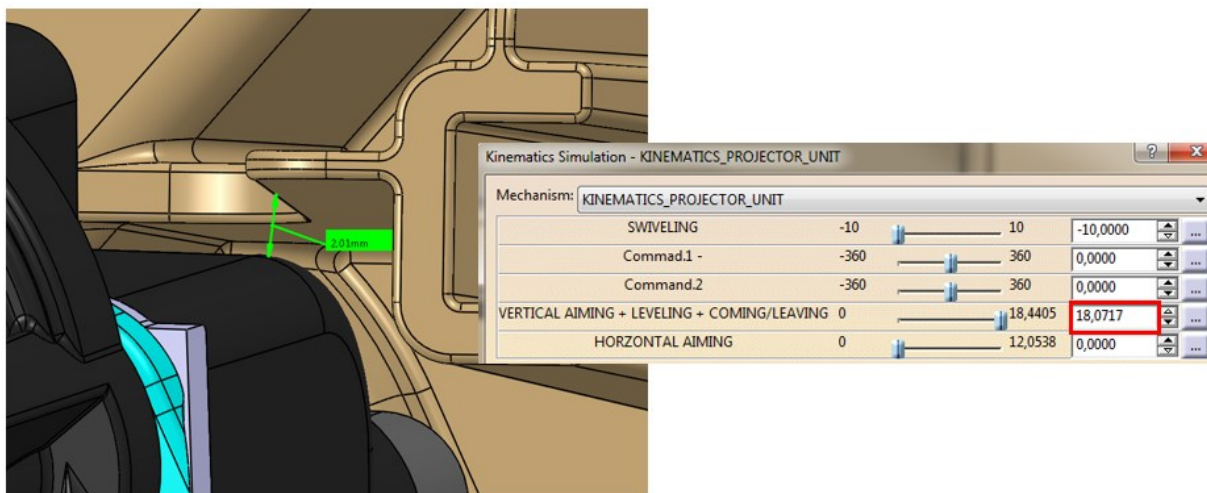 2.01mm
Kinematics Simulation - KINEMATICS_PROJECTOR_UNIT
Mechanism: KINEMATICS_PROJECTOR_UNIT
SWIVELING -10 10 -10,0000 ...
Commad.1 - -360 360 0,0000 ...
Command.2 -360 360 0,0000 ...
VERTICAL AIMING + LEVELING + COMING/LEAVING 0 18,4405 18,0717 ...
HORZONTAL AIMING 0 12,0538 0,0000 ...